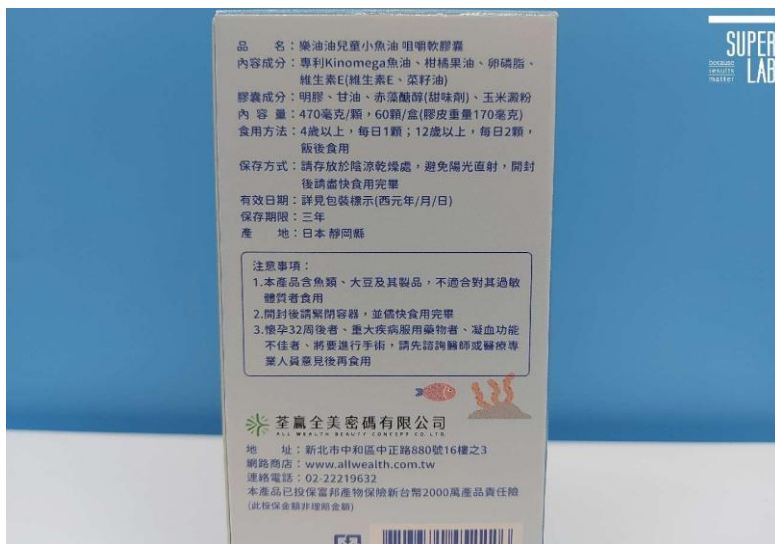 SUPER
LAB
because
results
matter
品　　名：樂油油兒童小魚油 咀嚼軟膠囊
內容成分：專利Kinomega魚油、柑橘果油、卵磷脂、
維生素E(維生素E、菜籽油)
膠囊成分：明膠、甘油、赤藻醣醇(甜味劑)、玉米澱粉
內 容 量：470毫克/顆，60顆/盒(膠皮重量170毫克)
食用方法：4歲以上，每日1顆；12歲以上，每日2顆，
飯後食用
保存方式：請存放於陰涼乾燥處，避免陽光直射，開封
後請盡快食用完畢
有效日期：詳見包裝標示(西元年/月/日)
保存期限：三年
產　　地：日本 靜岡縣
注意事項：
1.本產品含魚類、大豆及其製品，不適合對其過敏
體質者食用
2.開封後請緊閉容器，並儘快食用完畢
3.懷孕32周後者、重大疾病服用藥物者、凝血功能
不佳者、將要進行手術，請先諮詢醫師或醫療專
業人員意見後再食用
荃贏全美密碼有限公司
ALL WEALTH BEAUTY CONCEPP CO.LTD.
地　　址：新北市中和區中正路880號16樓之3
網路商店：www.allwealth.com.tw
連絡電話：02-22219632
本產品已投保富邦產物保險新台幣2000萬產品責任險
(此投保金額非理賠金額)